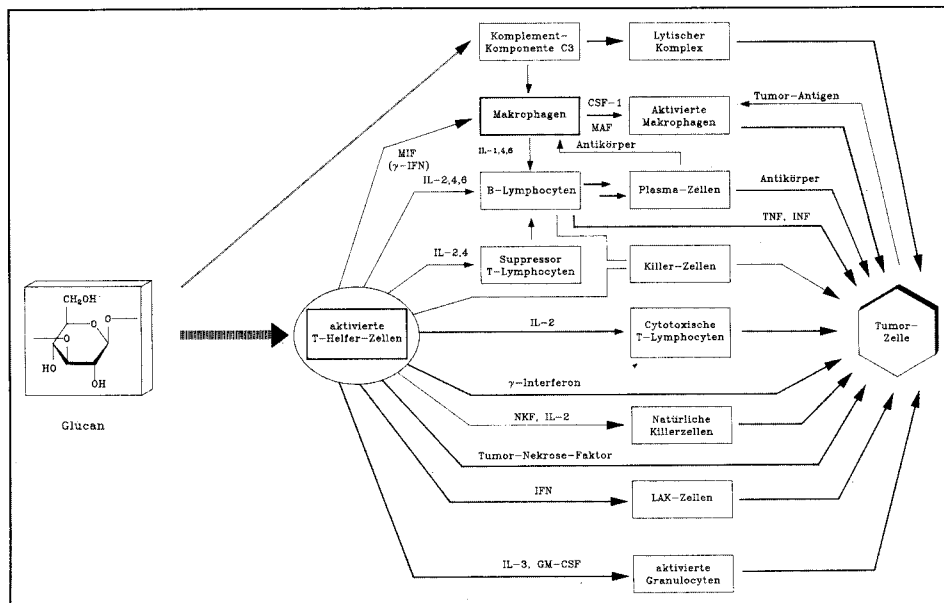 Komplement-
Komponente C3
Lytischer
Komplex
Tumor-Antigen
Makrophagen
CSF-1
MAF
Aktivierte
Makrophagen
MIF
(γ-IFN)
IL-1,4,6
Antikörper
IL-2,4,6
B-Lymphocyten
Plasma-Zellen
Antikörper
TNF, INF
IL-2,4
Suppressor
T-Lymphocyten
Killer-Zellen
CH₂OH
O
O
O
HO
OH
Glucan
aktivierte
T-Helfer-Zellen
IL-2
Cytotoxische
T-Lymphocyten
Tumor-
Zelle
γ-Interferon
NKF, IL-2
Natürliche
Killerzellen
Tumor-Nekrose-Faktor
IFN
LAK-Zellen
IL-3, GM-CSF
aktivierte
Granulocyten